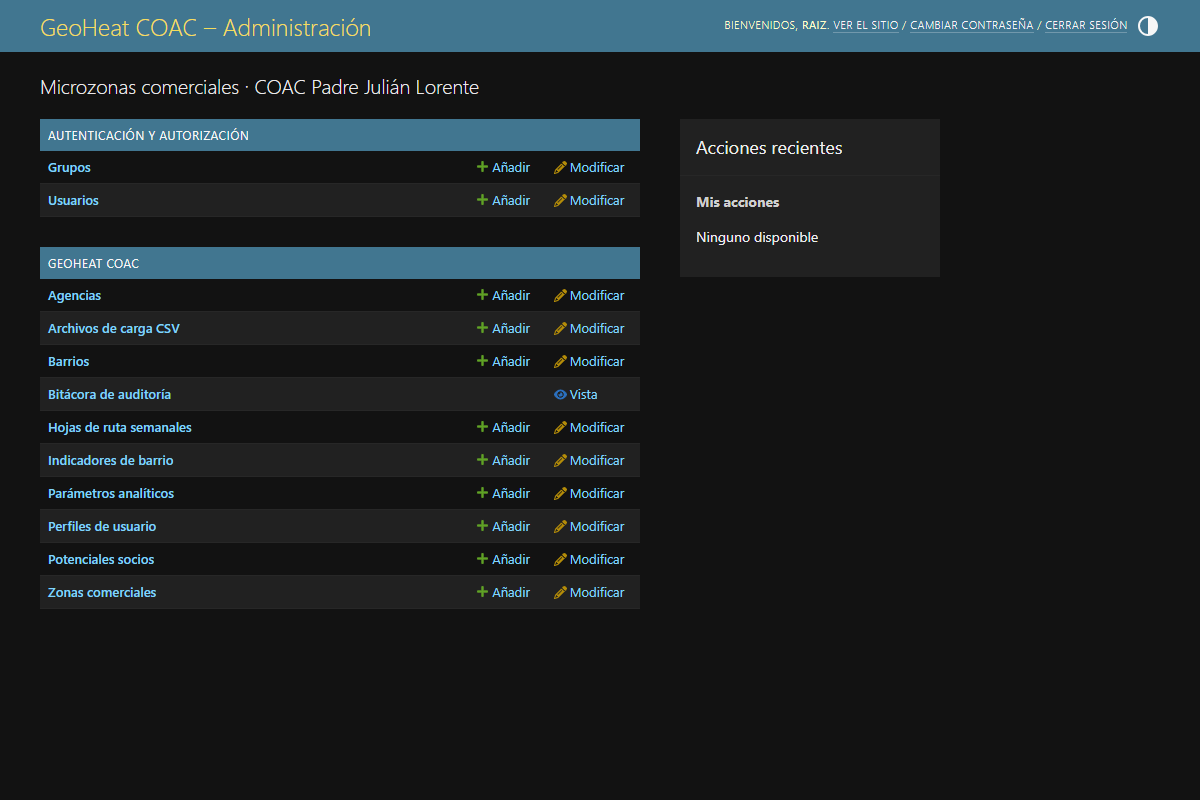 GeoHeat COAC – Administración
BIENVENIDOS, RAIZ. VER EL SITIO / CAMBIAR CONTRASEÑA / CERRAR SESIÓN
Microzonas comerciales · COAC Padre Julián Lorente
AUTENTICACIÓN Y AUTORIZACIÓN
Grupos Añadir Modificar
Usuarios Añadir Modificar
GEOHEAT COAC
Agencias Añadir Modificar
Archivos de carga CSV Añadir Modificar
Barrios Añadir Modificar
Bitácora de auditoría Vista
Hojas de ruta semanales Añadir Modificar
Indicadores de barrio Añadir Modificar
Parámetros analíticos Añadir Modificar
Perfiles de usuario Añadir Modificar
Potenciales socios Añadir Modificar
Zonas comerciales Añadir Modificar
Acciones recientes
Mis acciones
Ninguno disponible